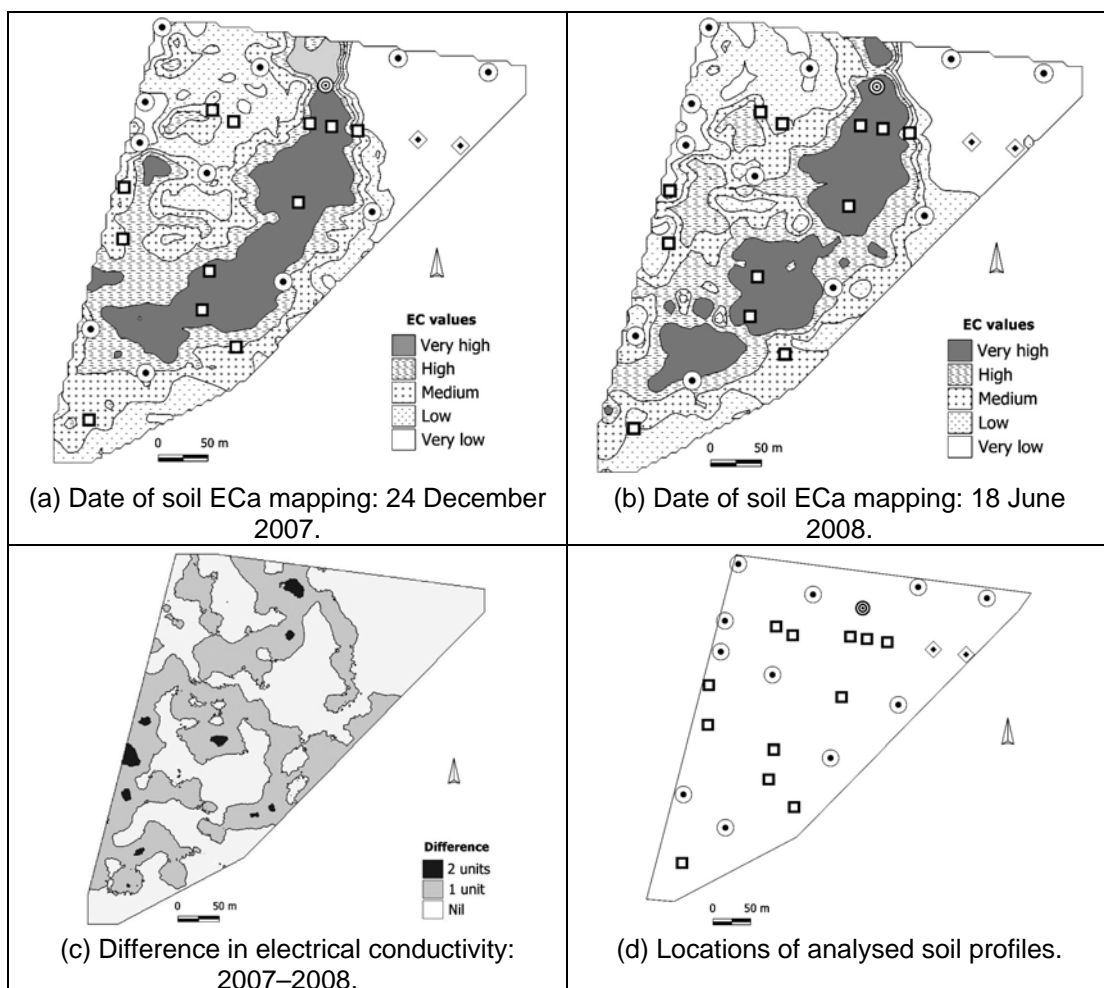 EC values
Very high
High
Medium
Low
Very low
0 50 m
(a) Date of soil ECa mapping: 24 December
2007.
EC values
Very high
High
Medium
Low
Very low
0 50 m
(b) Date of soil ECa mapping: 18 June
2008.
Difference
2 units
1 unit
Nil
0 50 m
(c) Difference in electrical conductivity:
2007–2008.
0 50 m
(d) Locations of analysed soil profiles.